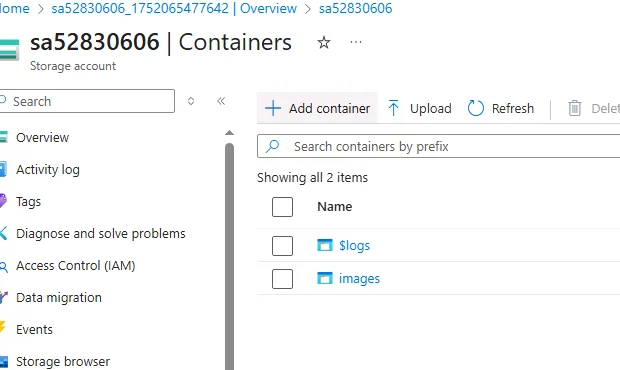 Home > sa52830606_1752065477642 | Overview > sa52830606
sa52830606 | Containers ☆ ···
Storage account
Search
Overview
Activity log
Tags
Diagnose and solve problems
Access Control (IAM)
Data migration
Events
Storage browser
Add container Upload Refresh Delet
Search containers by prefix
Showing all 2 items
Name
$logs
images